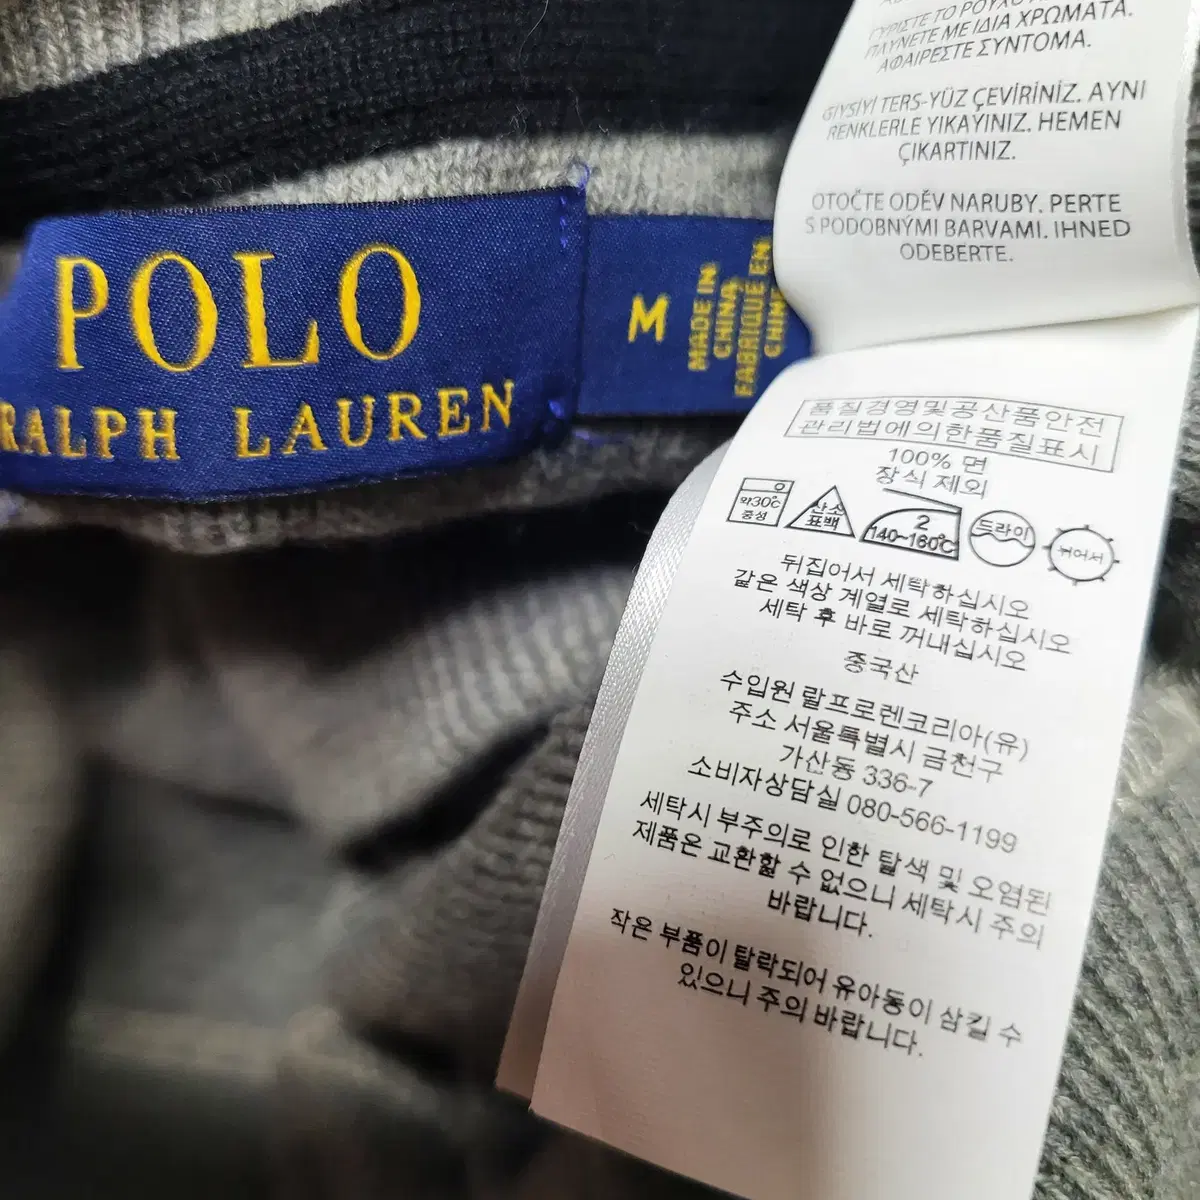 ΓΥΡΙΣΤΕ ΤΟ ΡΟΥΧΟ
ΠΛΥΝΕΤΕ ΜΕ ΙΔΙΑ ΧΡΩΜΑΤΑ.
ΑΦΑΙΡΕΣΤΕ ΣΥΝΤΟΜΑ.
GIYSİYİ TERS-YÜZ ÇEVİRİNİZ. AYNI
RENKLERLE YIKAYINIZ. HEMEN
ÇIKARTINIZ.
OTOČTE ODĚV NARUBY. PERTE
S PODOBNÝMI BARVAMI. IHNED
ODEBERTE.
POLO
RALPH LAUREN
M
MADE IN
CHINA
FABRIQUÉ EN
CHINE
품질경영및공산품안전
관리법에의한품질표시
100% 면
장식 제외
약30℃
중성
산소
표백
2
140~160℃
드라이
뉘어서
뒤집어서 세탁하십시오
같은 색상 계열로 세탁하십시오
세탁 후 바로 꺼내십시오
중국산
수입원 랄프로렌코리아(유)
주소 서울특별시 금천구
가산동 336-7
소비자상담실 080-566-1199
세탁시 부주의로 인한 탈색 및 오염된
제품은 교환할 수 없으니 세탁시 주의
바랍니다.
작은 부품이 탈락되어 유아동이 삼킬 수
있으니 주의 바랍니다.